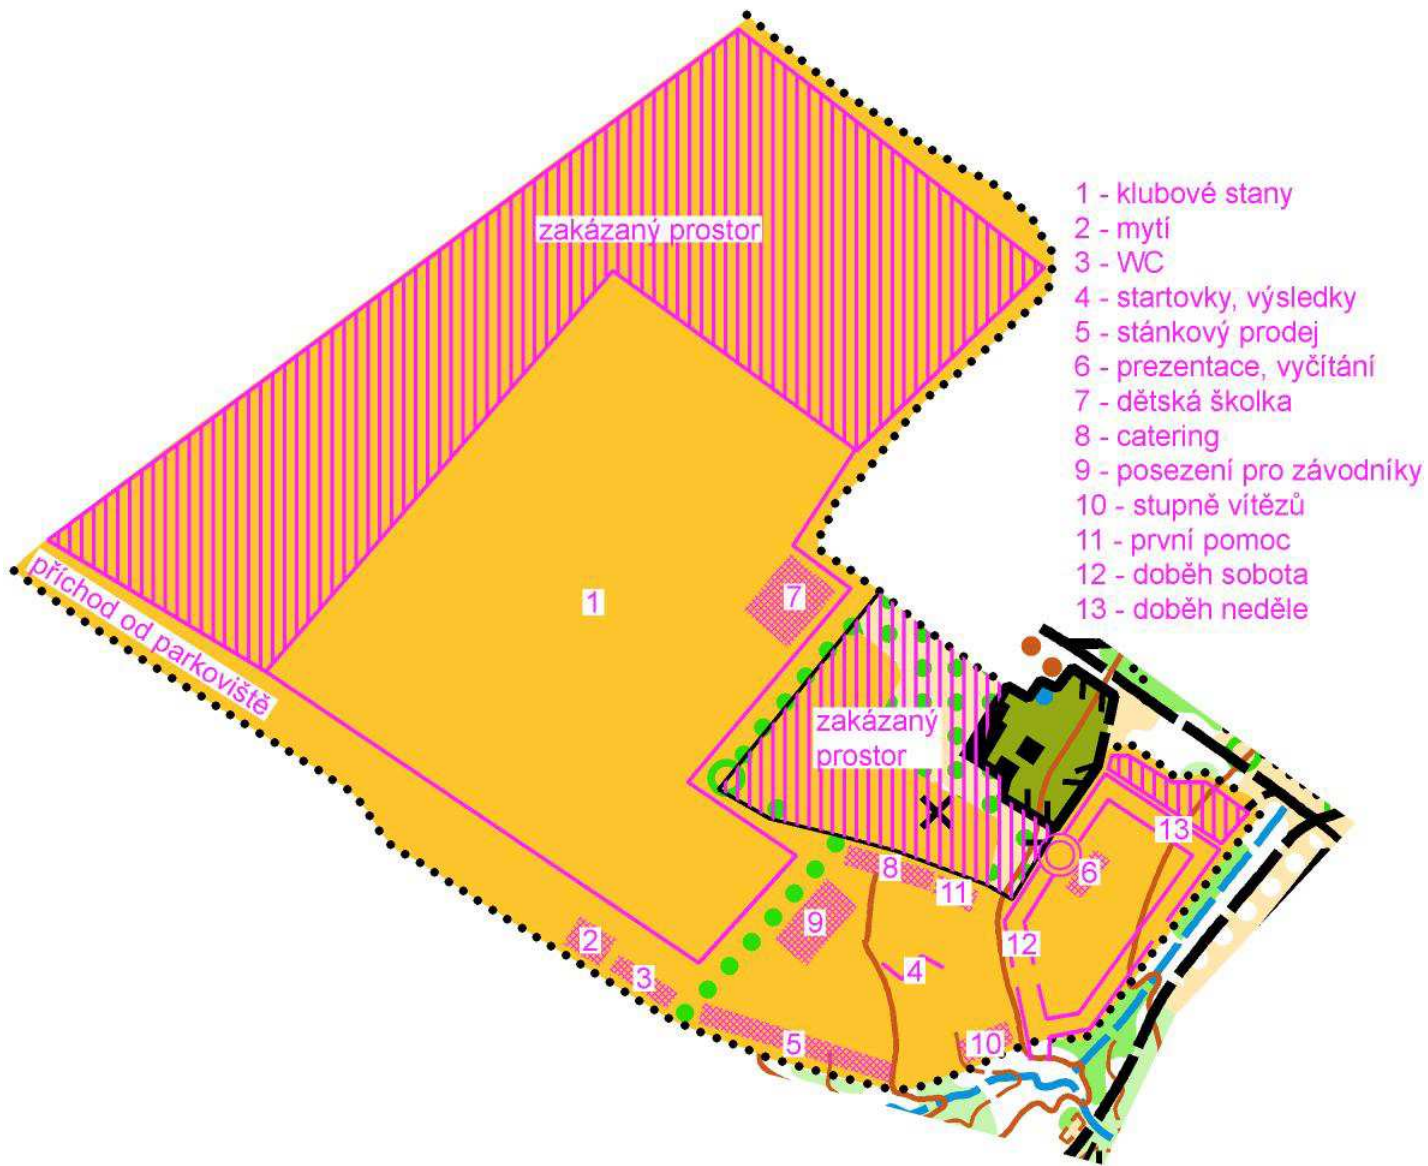 zakázaný prostor
1 - klubové stany
2 - mytí
3 - WC
4 - startovky, výsledky
5 - stánkový prodej
6 - prezentace, vyčítání
7 - dětská školka
8 - catering
9 - posezení pro závodníky
10 - stupně vítězů
11 - první pomoc
12 - doběh sobota
13 - doběh neděle
příchod od parkoviště
1
7
zakázaný
prostor
13
8
6
11
9
2
12
3
4
5
10